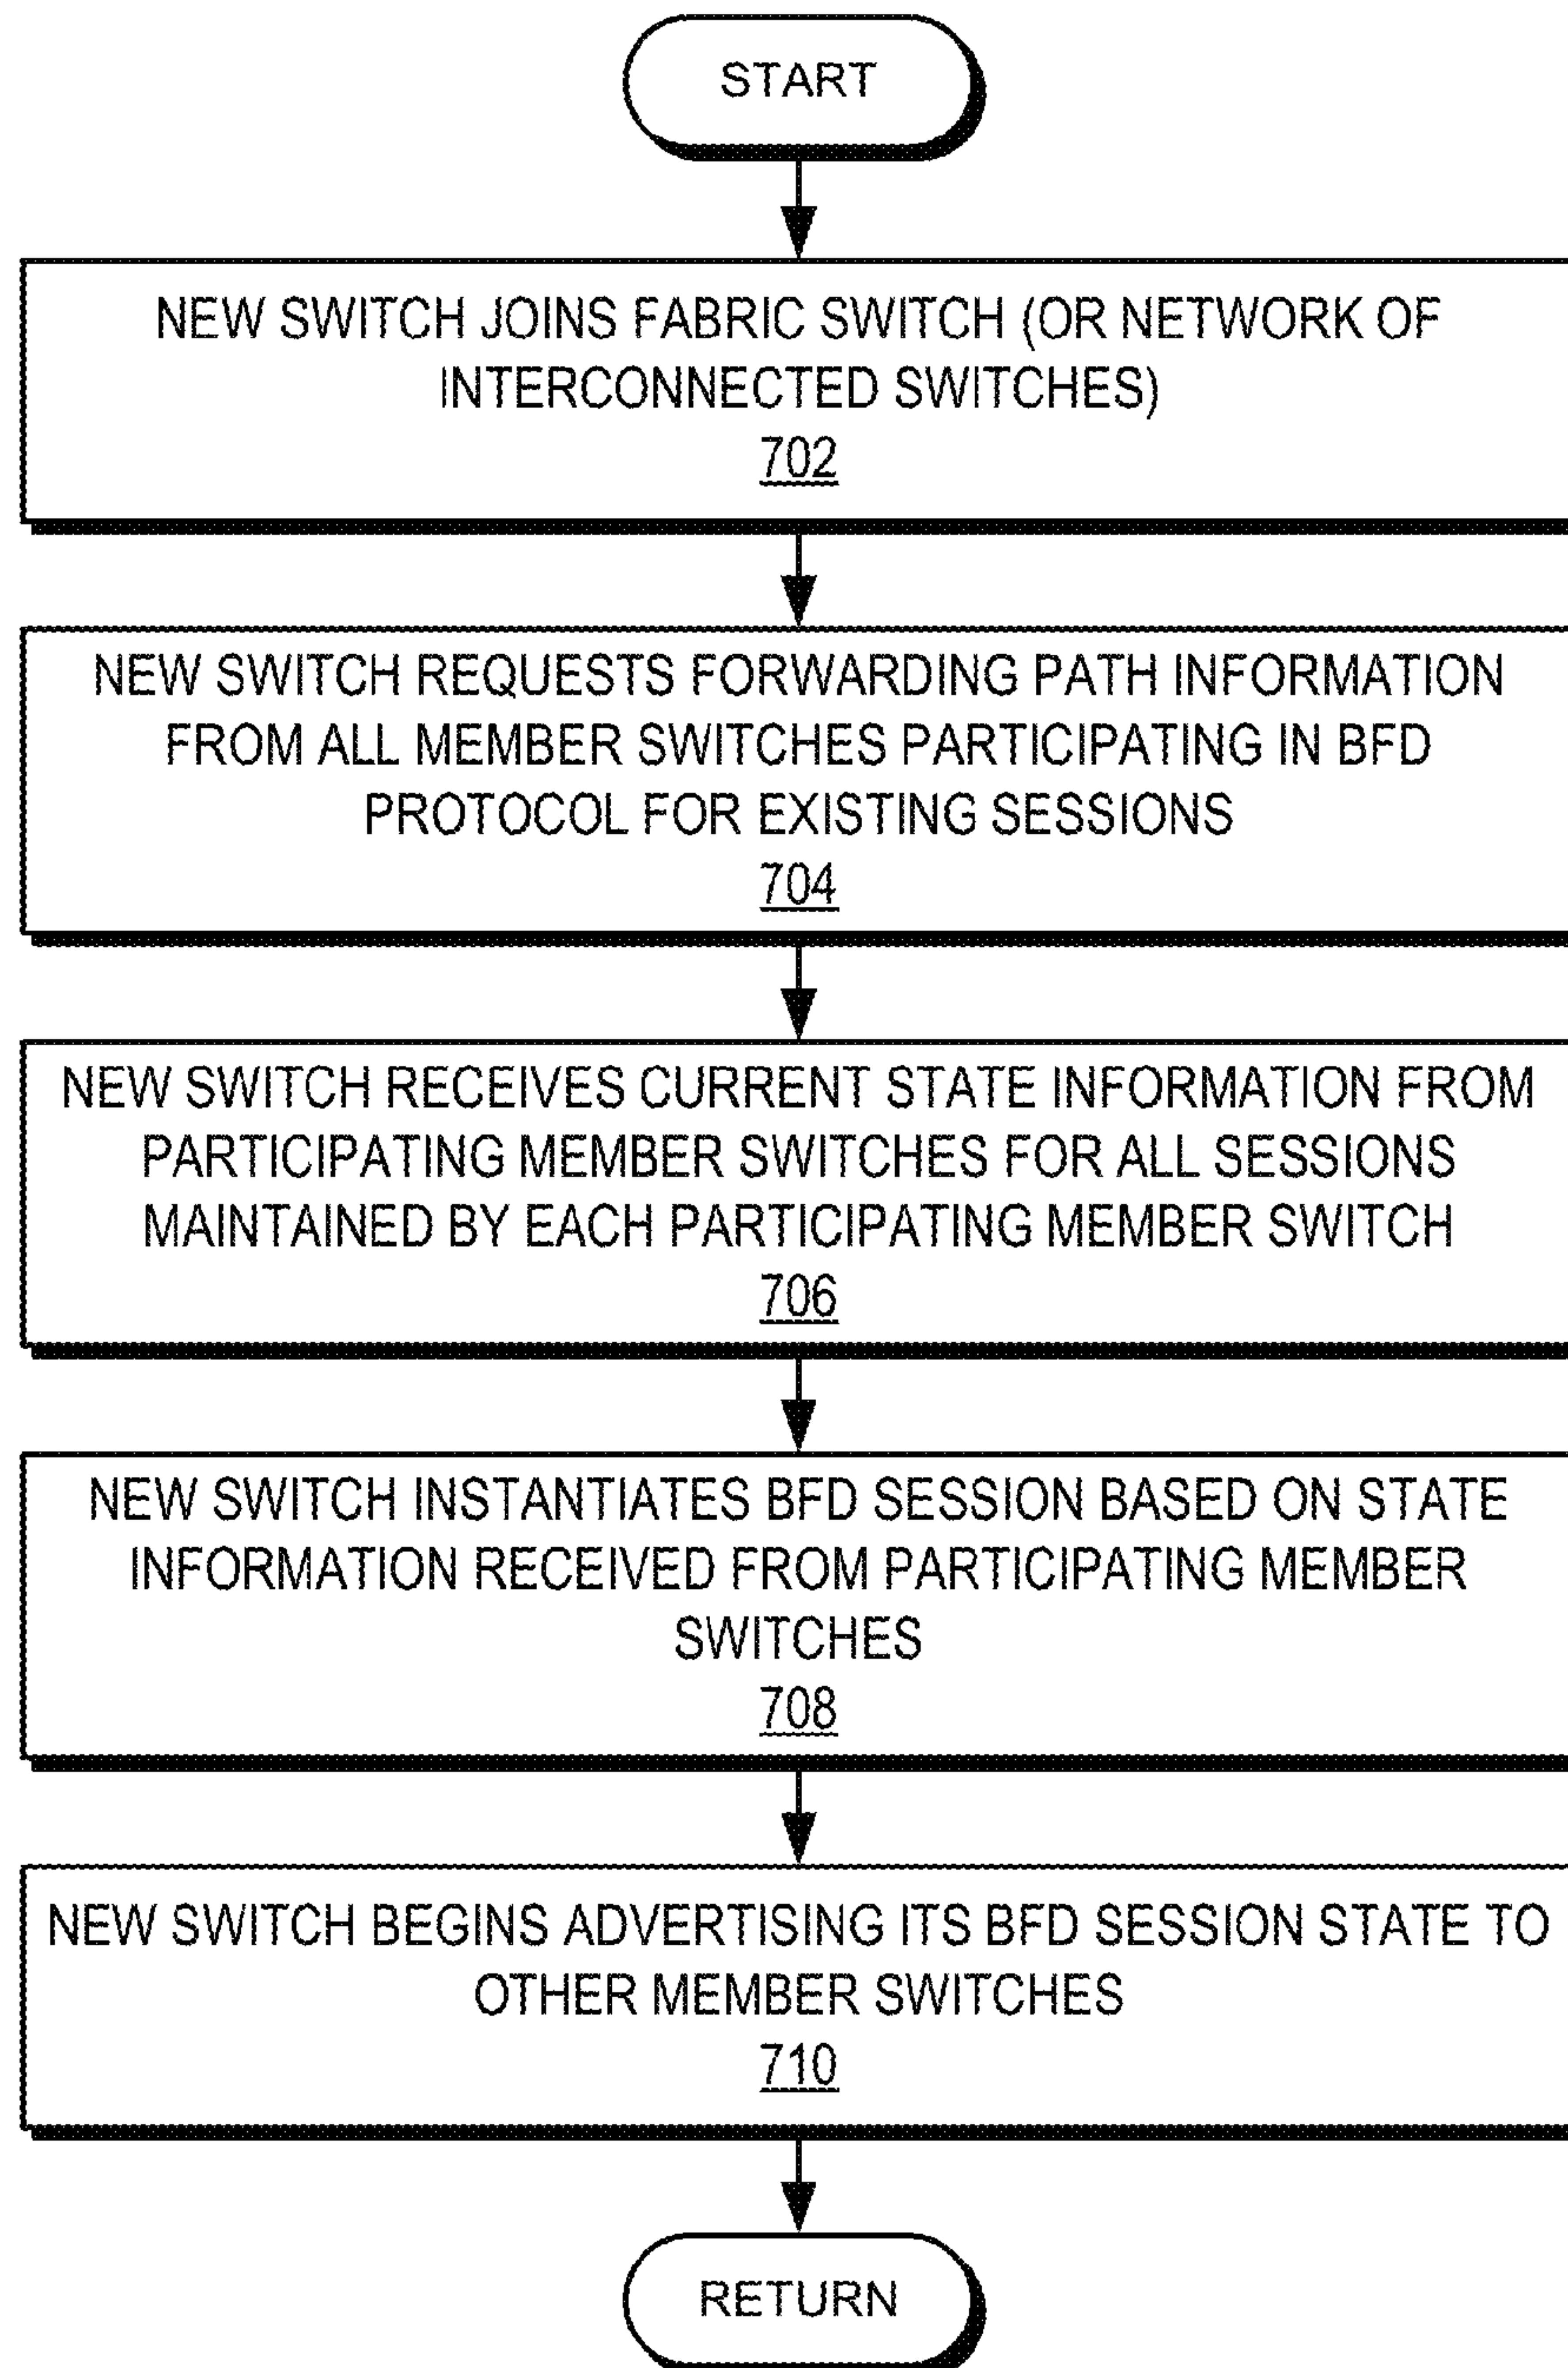 START
NEW SWITCH JOINS FABRIC SWITCH (OR NETWORK OF
INTERCONNECTED SWITCHES)
702
NEW SWITCH REQUESTS FORWARDING PATH INFORMATION
FROM ALL MEMBER SWITCHES PARTICIPATING IN BFD
PROTOCOL FOR EXISTING SESSIONS
704
NEW SWITCH RECEIVES CURRENT STATE INFORMATION FROM
PARTICIPATING MEMBER SWITCHES FOR ALL SESSIONS
MAINTAINED BY EACH PARTICIPATING MEMBER SWITCH
706
NEW SWITCH INSTANTIATES BFD SESSION BASED ON STATE
INFORMATION RECEIVED FROM PARTICIPATING MEMBER
SWITCHES
708
NEW SWITCH BEGINS ADVERTISING ITS BFD SESSION STATE TO
OTHER MEMBER SWITCHES
710
RETURN